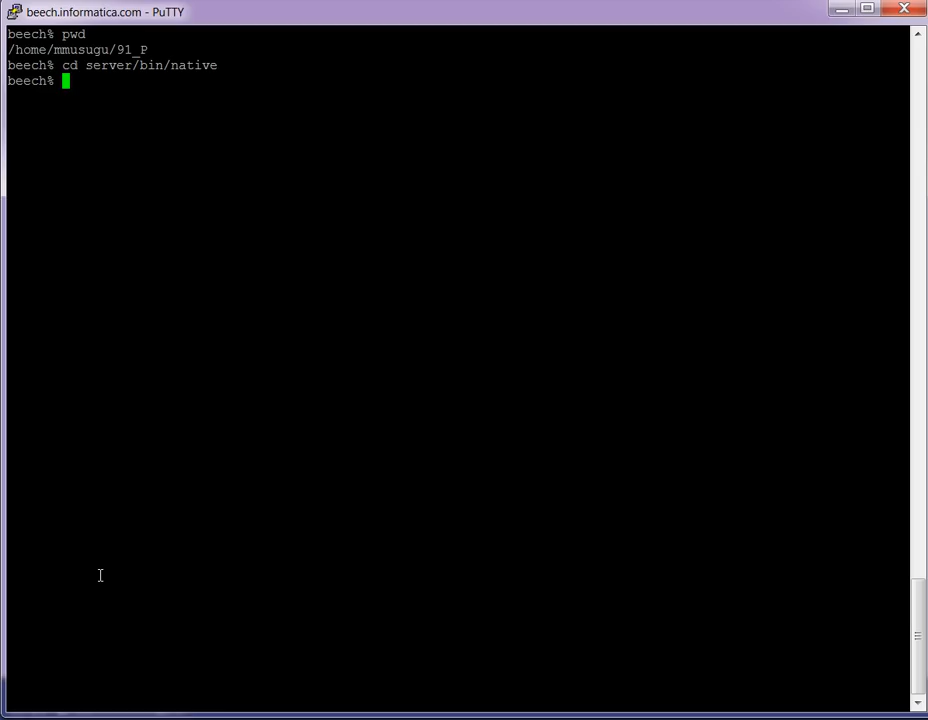 beech.informatica.com - PuTTY
beech% pwd
/home/mmusugu/91_P
beech% cd server/bin/native
beech%